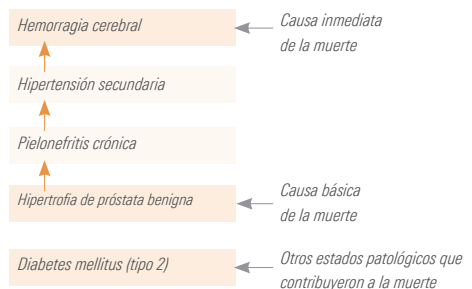 Hemorragia cerebral
Causa inmediata
de la muerte
Hipertensión secundaria
Pielonefritis crónica
Hipertrofia de próstata benigna
Causa básica
de la muerte
Diabetes mellitus (tipo 2)
Otros estados patológicos que
contribuyeron a la muerte